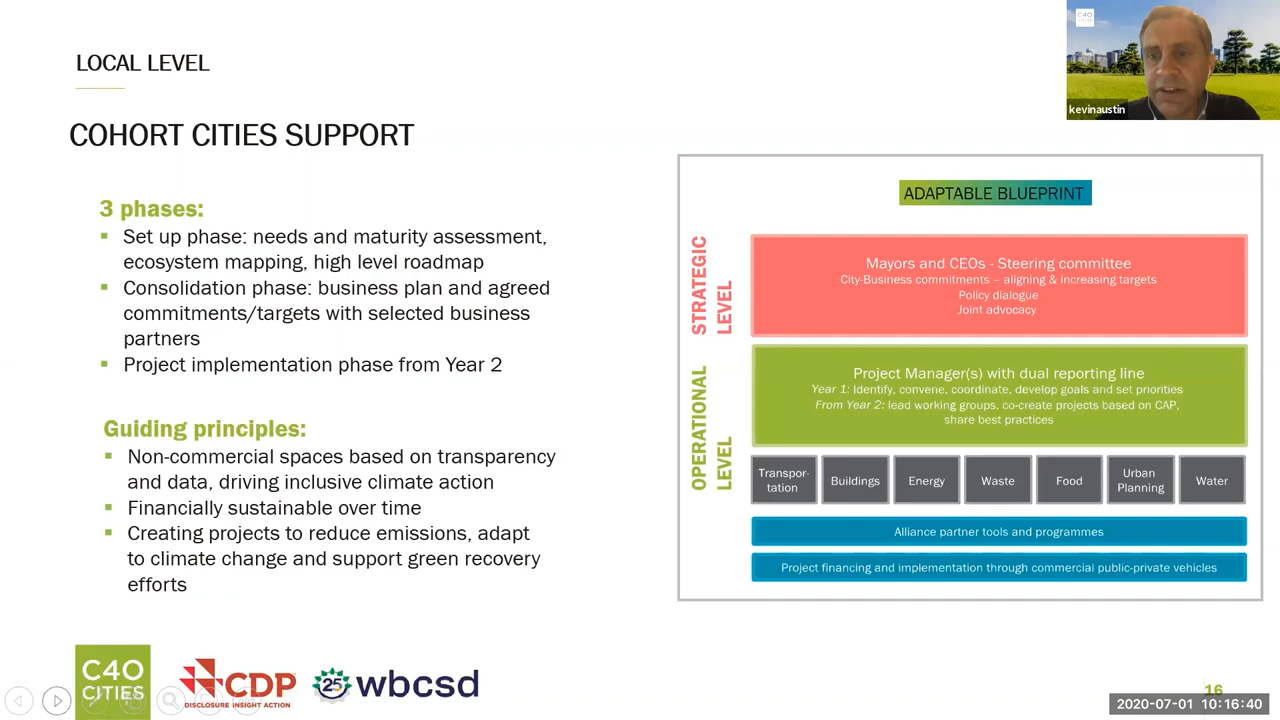 LOCAL LEVEL
COHORT CITIES SUPPORT
3 phases:
Set up phase: needs and maturity assessment,
ecosystem mapping, high level roadmap
Consolidation phase: business plan and agreed
commitments/targets with selected business
partners
Project implementation phase from Year 2
Guiding principles:
Non-commercial spaces based on transparency
and data, driving inclusive climate action
Financially sustainable over time
Creating projects to reduce emissions, adapt
to climate change and support green recovery
efforts
C40
CITIES
CDP
DISCLOSURE INSIGHT ACTION
25
wbcsd
C40
CITIES
kevinaustin
ADAPTABLE BLUEPRINT
STRATEGIC
LEVEL
Mayors and CEOs - Steering committee
City-Business commitments – aligning & increasing targets
Policy dialogue
Joint advocacy
OPERATIONAL
LEVEL
Project Manager(s) with dual reporting line
Year 1: Identify, convene, coordinate, develop goals and set priorities
From Year 2: lead working groups, co-create projects based on CAP,
share best practices
Transpor-
tation
Buildings
Energy
Waste
Food
Urban
Planning
Water
Alliance partner tools and programmes
Project financing and implementation through commercial public-private vehicles
16
2020-07-01 10:16:40